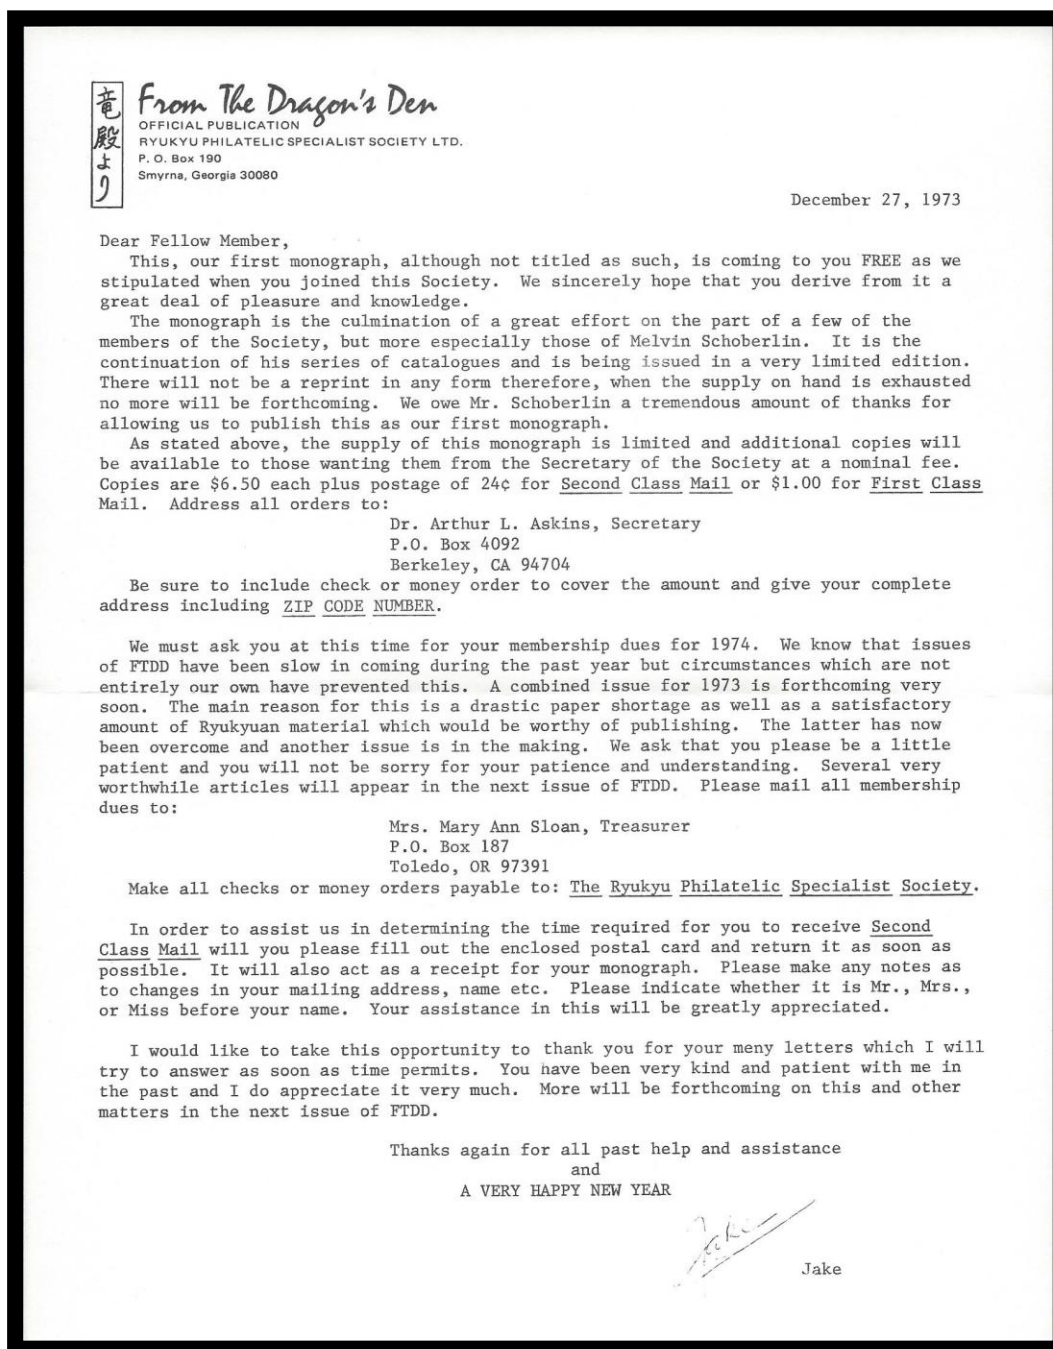 竜殿より
From The Dragon's Den
OFFICIAL PUBLICATION
RYUKYU PHILATELIC SPECIALIST SOCIETY LTD.
P. O. Box 190
Smyrna, Georgia 30080
December 27, 1973
Dear Fellow Member,
This, our first monograph, although not titled as such, is coming to you FREE as we
stipulated when you joined this Society. We sincerely hope that you derive from it a
great deal of pleasure and knowledge.
The monograph is the culmination of a great effort on the part of a few of the
members of the Society, but more especially those of Melvin Schoberlin. It is the
continuation of his series of catalogues and is being issued in a very limited edition.
There will not be a reprint in any form therefore, when the supply on hand is exhausted
no more will be forthcoming. We owe Mr. Schoberlin a tremendous amount of thanks for
allowing us to publish this as our first monograph.
As stated above, the supply of this monograph is limited and additional copies will
be available to those wanting them from the Secretary of the Society at a nominal fee.
Copies are $6.50 each plus postage of 24¢ for Second Class Mail or $1.00 for First Class
Mail. Address all orders to:
Dr. Arthur L. Askins, Secretary
P.O. Box 4092
Berkeley, CA 94704
Be sure to include check or money order to cover the amount and give your complete
address including ZIP CODE NUMBER.
We must ask you at this time for your membership dues for 1974. We know that issues
of FTDD have been slow in coming during the past year but circumstances which are not
entirely our own have prevented this. A combined issue for 1973 is forthcoming very
soon. The main reason for this is a drastic paper shortage as well as a satisfactory
amount of Ryukyuan material which would be worthy of publishing. The latter has now
been overcome and another issue is in the making. We ask that you please be a little
patient and you will not be sorry for your patience and understanding. Several very
worthwhile articles will appear in the next issue of FTDD. Please mail all membership
dues to:
Mrs. Mary Ann Sloan, Treasurer
P.O. Box 187
Toledo, OR 97391
Make all checks or money orders payable to: The Ryukyu Philatelic Specialist Society.
In order to assist us in determining the time required for you to receive Second
Class Mail will you please fill out the enclosed postal card and return it as soon as
possible. It will also act as a receipt for your monograph. Please make any notes as
to changes in your mailing address, name etc. Please indicate whether it is Mr., Mrs.,
or Miss before your name. Your assistance in this will be greatly appreciated.
I would like to take this opportunity to thank you for your meny letters which I will
try to answer as soon as time permits. You have been very kind and patient with me in
the past and I do appreciate it very much. More will be forthcoming on this and other
matters in the next issue of FTDD.
Thanks again for all past help and assistance
and
A VERY HAPPY NEW YEAR
Jake
Jake